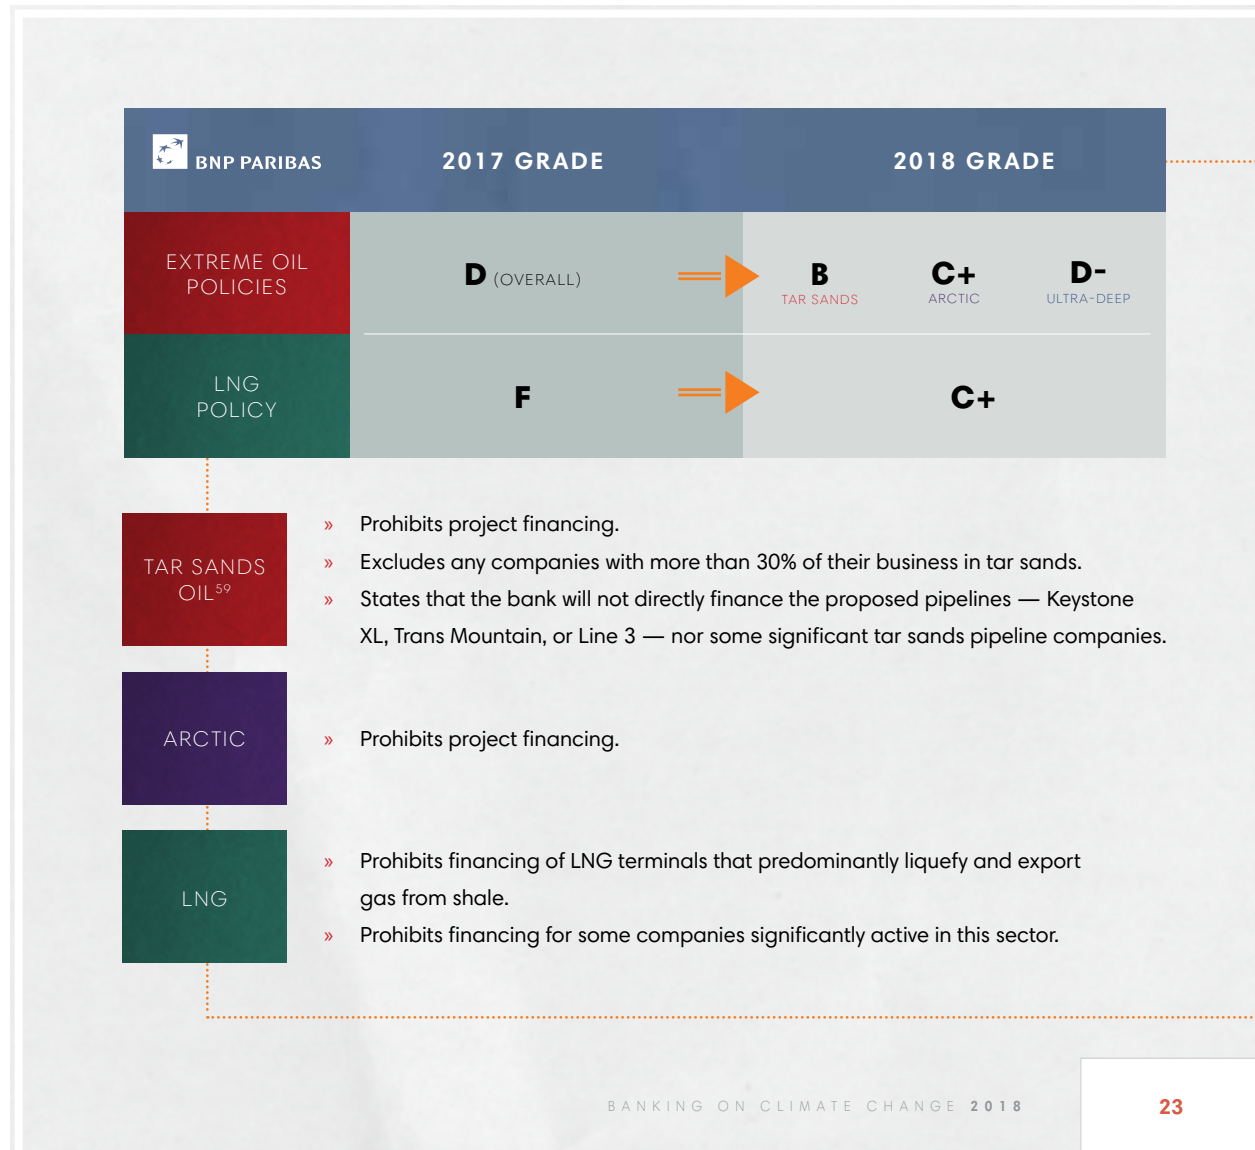 BNP PARIBAS
2017 GRADE
2018 GRADE
EXTREME OIL
POLICIES
D (OVERALL)
B
TAR SANDS
C+
ARCTIC
D-
ULTRA-DEEP
LNG
POLICY
F
C+
TAR SANDS
OIL59
» Prohibits project financing.
» Excludes any companies with more than 30% of their business in tar sands.
» States that the bank will not directly finance the proposed pipelines — Keystone
XL, Trans Mountain, or Line 3 — nor some significant tar sands pipeline companies.
ARCTIC
» Prohibits project financing.
LNG
» Prohibits financing of LNG terminals that predominantly liquefy and export
gas from shale.
» Prohibits financing for some companies significantly active in this sector.
BANKING ON CLIMATE CHANGE 2018
23